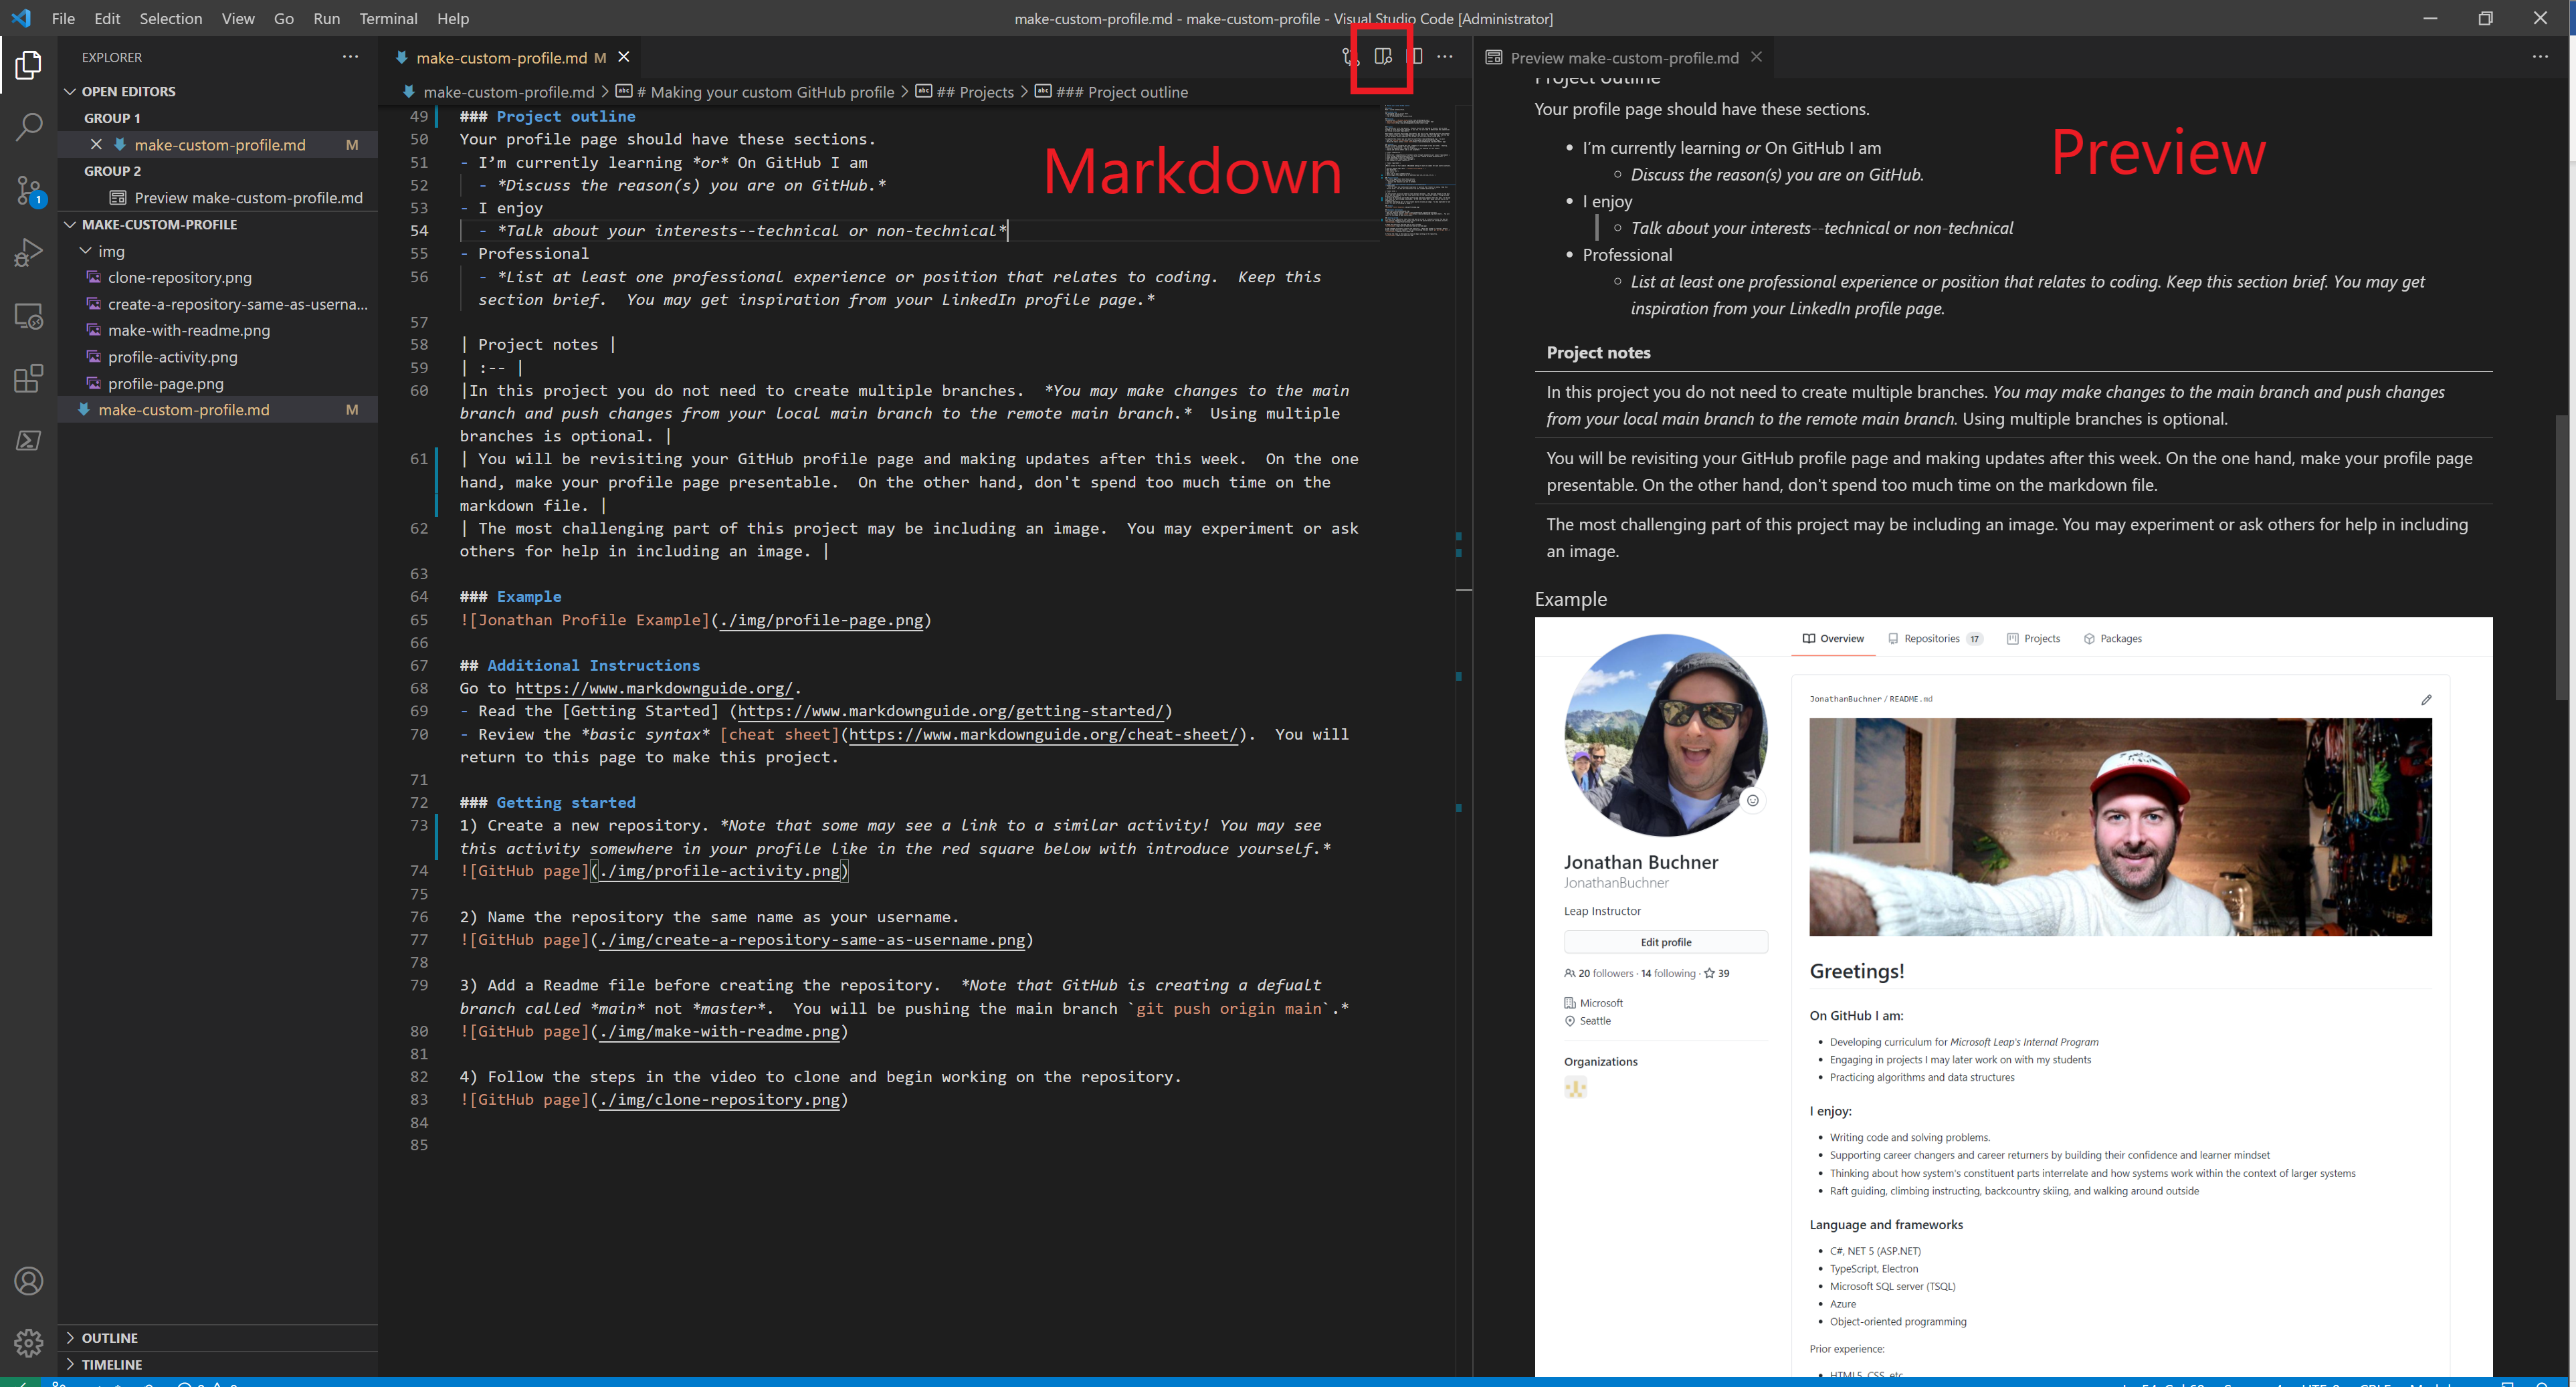 File Edit Selection View Go Run Terminal Help
make-custom-profile.md - make-custom-profile - Visual Studio Code [Administrator]
EXPLORER
OPEN EDITORS
GROUP 1
make-custom-profile.md M
GROUP 2
Preview make-custom-profile.md
MAKE-CUSTOM-PROFILE
img
clone-repository.png
create-a-repository-same-as-userna...
make-with-readme.png
profile-activity.png
profile-page.png
make-custom-profile.md M
1
OUTLINE
TIMELINE
make-custom-profile.md M
make-custom-profile.md > # Making your custom GitHub profile > ## Projects > ### Project outline
Markdown
49 ### Project outline
50 Your profile page should have these sections.
51 - I’m currently learning *or* On GitHub I am
52 - *Discuss the reason(s) you are on GitHub.*
53 - I enjoy
54 - *Talk about your interests--technical or non-technical*
55 - Professional
56 - *List at least one professional experience or position that relates to coding.  Keep this
section brief.  You may get inspiration from your LinkedIn profile page.*
57
58 | Project notes |
59 | :-- |
60 |In this project you do not need to create multiple branches.  *You may make changes to the main
branch and push changes from your local main branch to the remote main branch.*  Using multiple
branches is optional. |
61 | You will be revisiting your GitHub profile page and making updates after this week.  On the one
hand, make your profile page presentable.  On the other hand, don't spend too much time on the
markdown file. |
62 | The most challenging part of this project may be including an image.  You may experiment or ask
others for help in including an image. |
63
64 ### Example
65 ![Jonathan Profile Example](./img/profile-page.png)
66
67 ## Additional Instructions
68 Go to https://www.markdownguide.org/.
69 - Read the [Getting Started] (https://www.markdownguide.org/getting-started/)
70 - Review the *basic syntax* [cheat sheet](https://www.markdownguide.org/cheat-sheet/).  You will
return to this page to make this project.
71
72 ### Getting started
73 1) Create a new repository. *Note that some may see a link to a similar activity! You may see
this activity somewhere in your profile like in the red square below with introduce yourself.*
74 ![GitHub page](./img/profile-activity.png)
75
76 2) Name the repository the same name as your username.
77 ![GitHub page](./img/create-a-repository-same-as-username.png)
78
79 3) Add a Readme file before creating the repository.  *Note that GitHub is creating a defualt
branch called *main* not *master*.  You will be pushing the main branch `git push origin main`.*
80 ![GitHub page](./img/make-with-readme.png)
81
82 4) Follow the steps in the video to clone and begin working on the repository.
83 ![GitHub page](./img/clone-repository.png)
84
85
Preview make-custom-profile.md
Project outline
Preview
Your profile page should have these sections.
• I’m currently learning or On GitHub I am
◦ Discuss the reason(s) you are on GitHub.
• I enjoy
◦ Talk about your interests--technical or non-technical
• Professional
◦ List at least one professional experience or position that relates to coding. Keep this section brief. You may get
inspiration from your LinkedIn profile page.
Project notes
In this project you do not need to create multiple branches. You may make changes to the main branch and push changes
from your local main branch to the remote main branch. Using multiple branches is optional.
You will be revisiting your GitHub profile page and making updates after this week. On the one hand, make your profile page
presentable. On the other hand, don't spend too much time on the markdown file.
The most challenging part of this project may be including an image. You may experiment or ask others for help in including
an image.
Example
Overview Repositories 17 Projects Packages
Jonathan Buchner
JonathanBuchner
Leap Instructor
Edit profile
20 followers · 14 following · 39
Microsoft
Seattle
Organizations
JonathanBuchner / README.md
Greetings!
On GitHub I am:
• Developing curriculum for Microsoft Leap's Internal Program
• Engaging in projects I may later work on with my students
• Practicing algorithms and data structures
I enjoy:
• Writing code and solving problems.
• Supporting career changers and career returners by building their confidence and learner mindset
• Thinking about how system's constituent parts interrelate and how systems work within the context of larger systems
• Raft guiding, climbing instructing, backcountry skiing, and walking around outside
Language and frameworks
• C#, NET 5 (ASP.NET)
• TypeScript, Electron
• Microsoft SQL server (TSQL)
• Azure
• Object-oriented programming
Prior experience:
• HTML5, CSS, etc